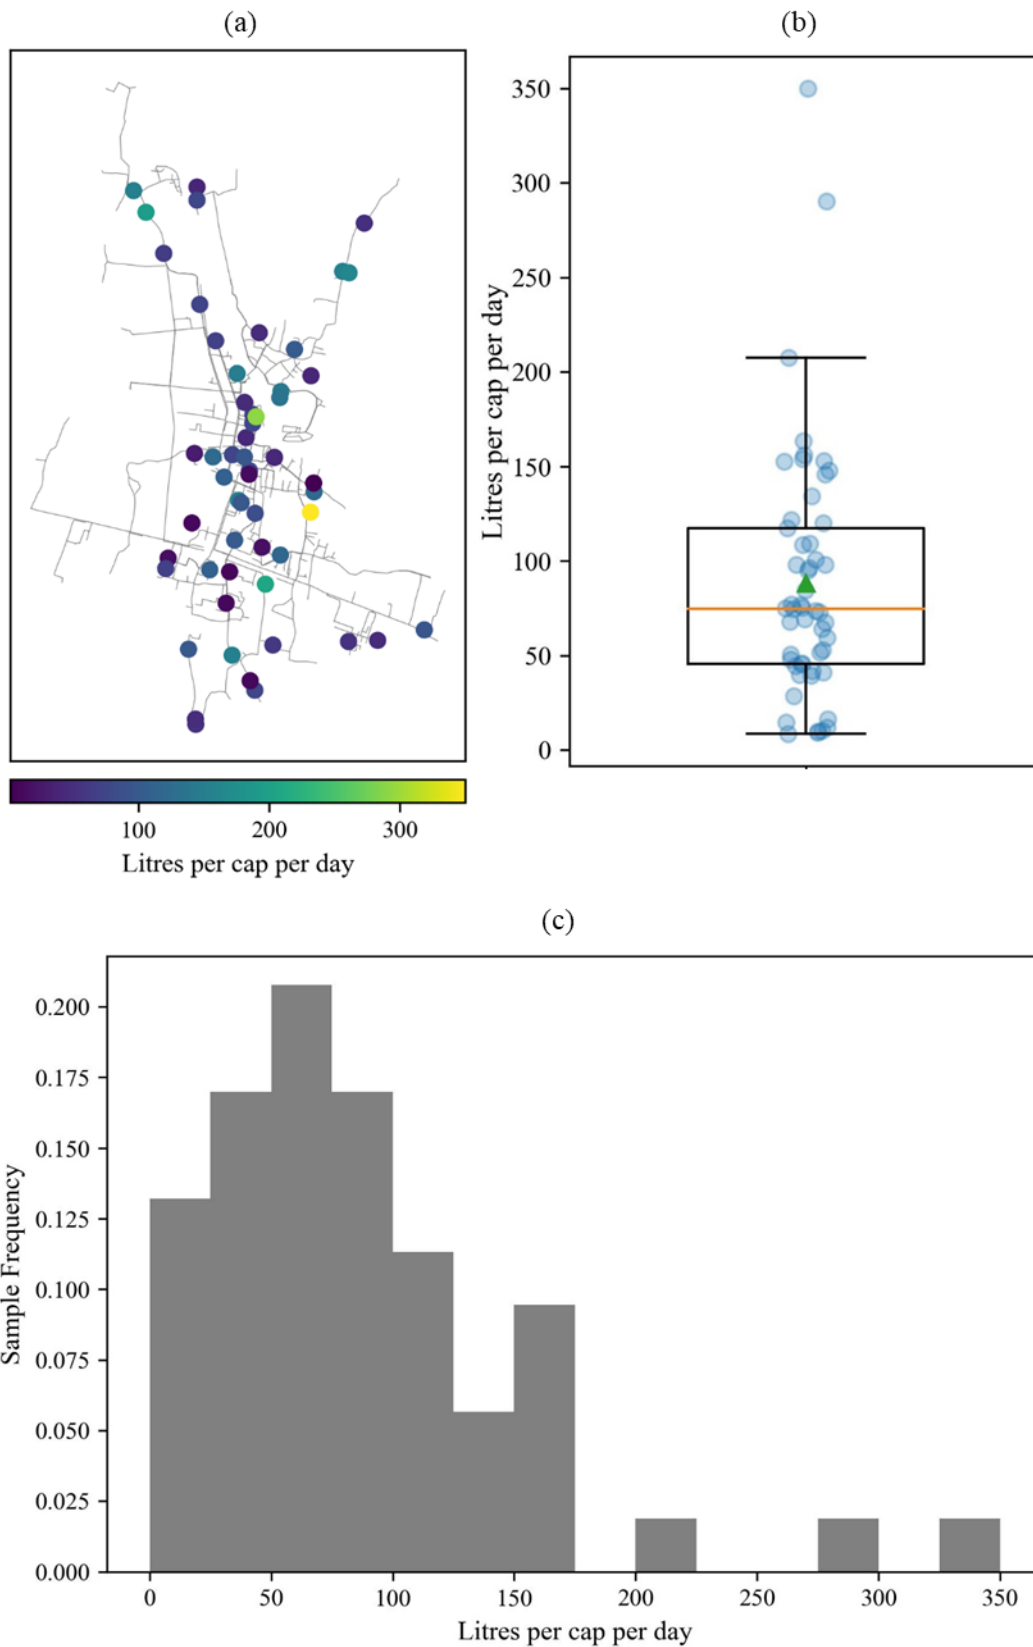 (a)
100 200 300
Litres per cap per day
(b)
350
300
250
200
150
100
50
0
Litres per cap per day
(c)
0.200
0.175
0.150
0.125
0.100
0.075
0.050
0.025
0.000
Sample Frequency
0 50 100 150 200 250 300 350
Litres per cap per day